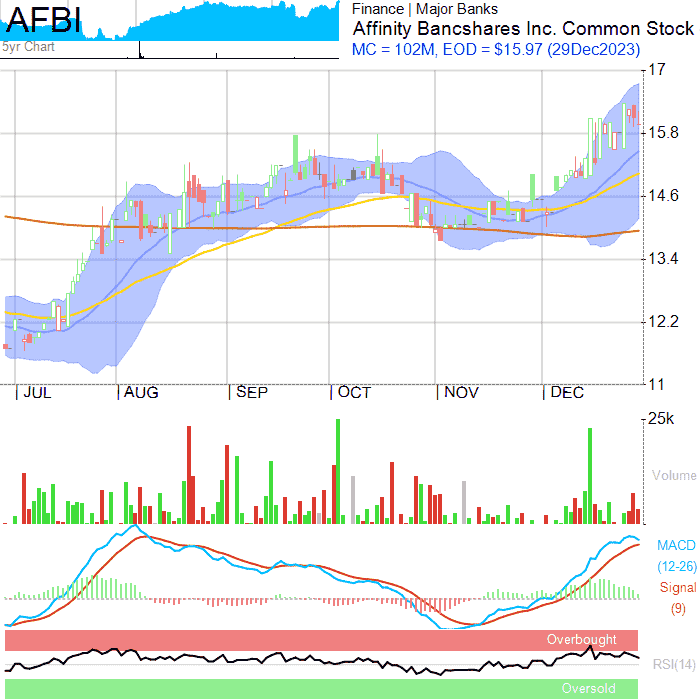 AFBI
5yr Chart
Finance | Major Banks
Affinity Bancshares Inc. Common Stock
MC = 102M, EOD = $15.97 (29Dec2023)
17
15.8
14.6
13.4
12.2
11
JUL AUG SEP OCT NOV DEC
25k
Volume
MACD
(12-26)
Signal
(9)
Overbought
RSI(14)
Oversold